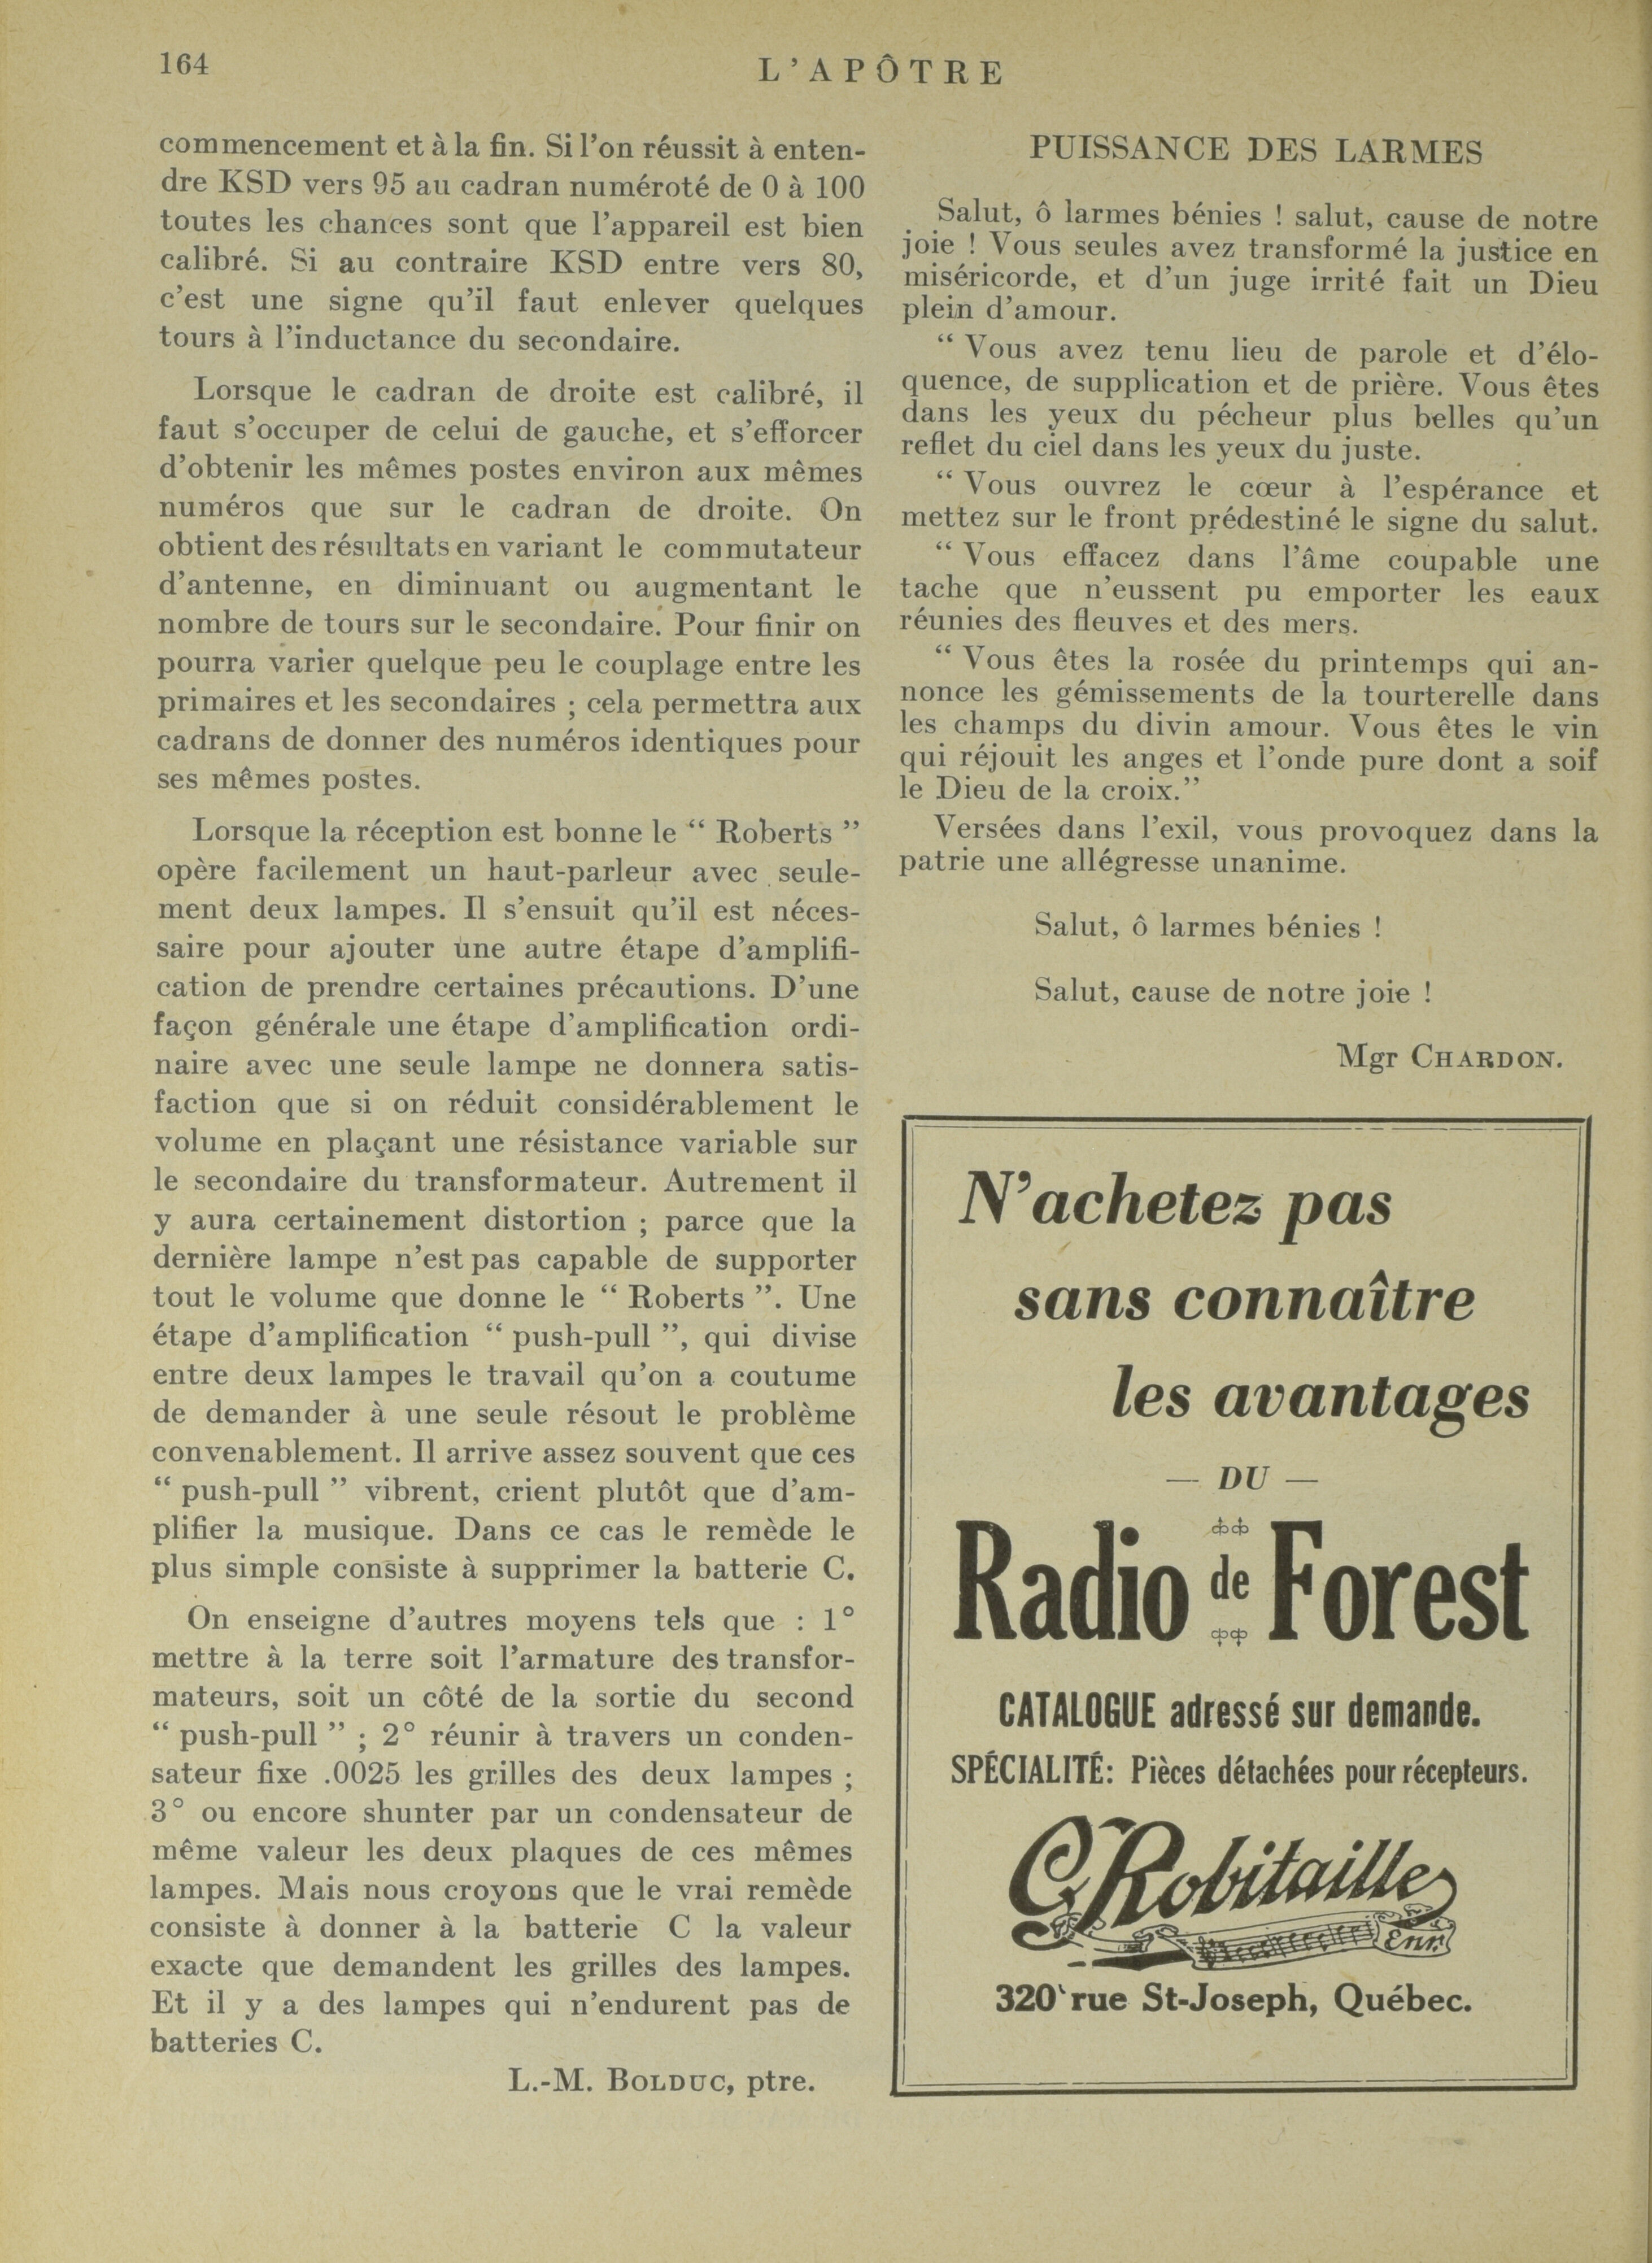 164
L'APÔTRE
commencement et à la fin. Si l'on réussit à enten-
dre KSD vers 95 au cadran numéroté de 0 à 100
toutes les chances sont que l'appareil est bien
calibré. Si au contraire KSD entre vers 80,
c'est une signe qu'il faut enlever quelques
tours à l'inductance du secondaire.
Lorsque le cadran de droite est calibré, il
faut s'occuper de celui de gauche, et s'efforcer
d'obtenir les mêmes postes environ aux mêmes
numéros que sur le cadran de droite. On
obtient des résultats en variant le commutateur
d'antenne, en diminuant ou augmentant le
nombre de tours sur le secondaire. Pour finir on
pourra varier quelque peu le couplage entre les
primaires et les secondaires ; cela permettra aux
cadrans de donner des numéros identiques pour
ses mêmes postes.
Lorsque la réception est bonne le “ Roberts ”
opère facilement un haut-parleur avec seule-
ment deux lampes. Il s'ensuit qu'il est néces-
saire pour ajouter une autre étape d'amplifi-
cation de prendre certaines précautions. D'une
façon générale une étape d'amplification ordi-
naire avec une seule lampe ne donnera satis-
faction que si on réduit considérablement le
volume en plaçant une résistance variable sur
le secondaire du transformateur. Autrement il
y aura certainement distortion ; parce que la
dernière lampe n'est pas capable de supporter
tout le volume que donne le “ Roberts ”. Une
étape d'amplification “ push-pull ”, qui divise
entre deux lampes le travail qu'on a coutume
de demander à une seule résout le problème
convenablement. Il arrive assez souvent que ces
“ push-pull ” vibrent, crient plutôt que d'am-
plifier la musique. Dans ce cas le remède le
plus simple consiste à supprimer la batterie C.
On enseigne d'autres moyens tels que : 1°
mettre à la terre soit l'armature des transfor-
mateurs, soit un côté de la sortie du second
“ push-pull ” ; 2° réunir à travers un conden-
sateur fixe .0025 les grilles des deux lampes ;
3° ou encore shunter par un condensateur de
même valeur les deux plaques de ces mêmes
lampes. Mais nous croyons que le vrai remède
consiste à donner à la batterie C la valeur
exacte que demandent les grilles des lampes.
Et il y a des lampes qui n'endurent pas de
batteries C.
L.-M. BOLDUC, ptre.
PUISSANCE DES LARMES
Salut, ô larmes bénies ! salut, cause de notre
joie ! Vous seules avez transformé la justice en
miséricorde, et d'un juge irrité fait un Dieu
plein d'amour.
“ Vous avez tenu lieu de parole et d'élo-
quence, de supplication et de prière. Vous êtes
dans les yeux du pécheur plus belles qu'un
reflet du ciel dans les yeux du juste.
“ Vous ouvrez le cœur à l'espérance et
mettez sur le front prédestiné le signe du salut.
“ Vous effacez dans l'âme coupable une
tache que n'eussent pu emporter les eaux
réunies des fleuves et des mers.
“ Vous êtes la rosée du printemps qui an-
nonce les gémissements de la tourterelle dans
les champs du divin amour. Vous êtes le vin
qui réjouit les anges et l'onde pure dont a soif
le Dieu de la croix.”
Versées dans l'exil, vous provoquez dans la
patrie une allégresse unanime.
Salut, ô larmes bénies !
Salut, cause de notre joie !
Mgr CHARDON.
N'achetez pas
sans connaître
les avantages
— DU —
Radio de Forest
CATALOGUE adressé sur demande.
SPÉCIALITÉ: Pièces détachées pour récepteurs.
C. Robitaille
Enr.
320 rue St-Joseph, Québec.